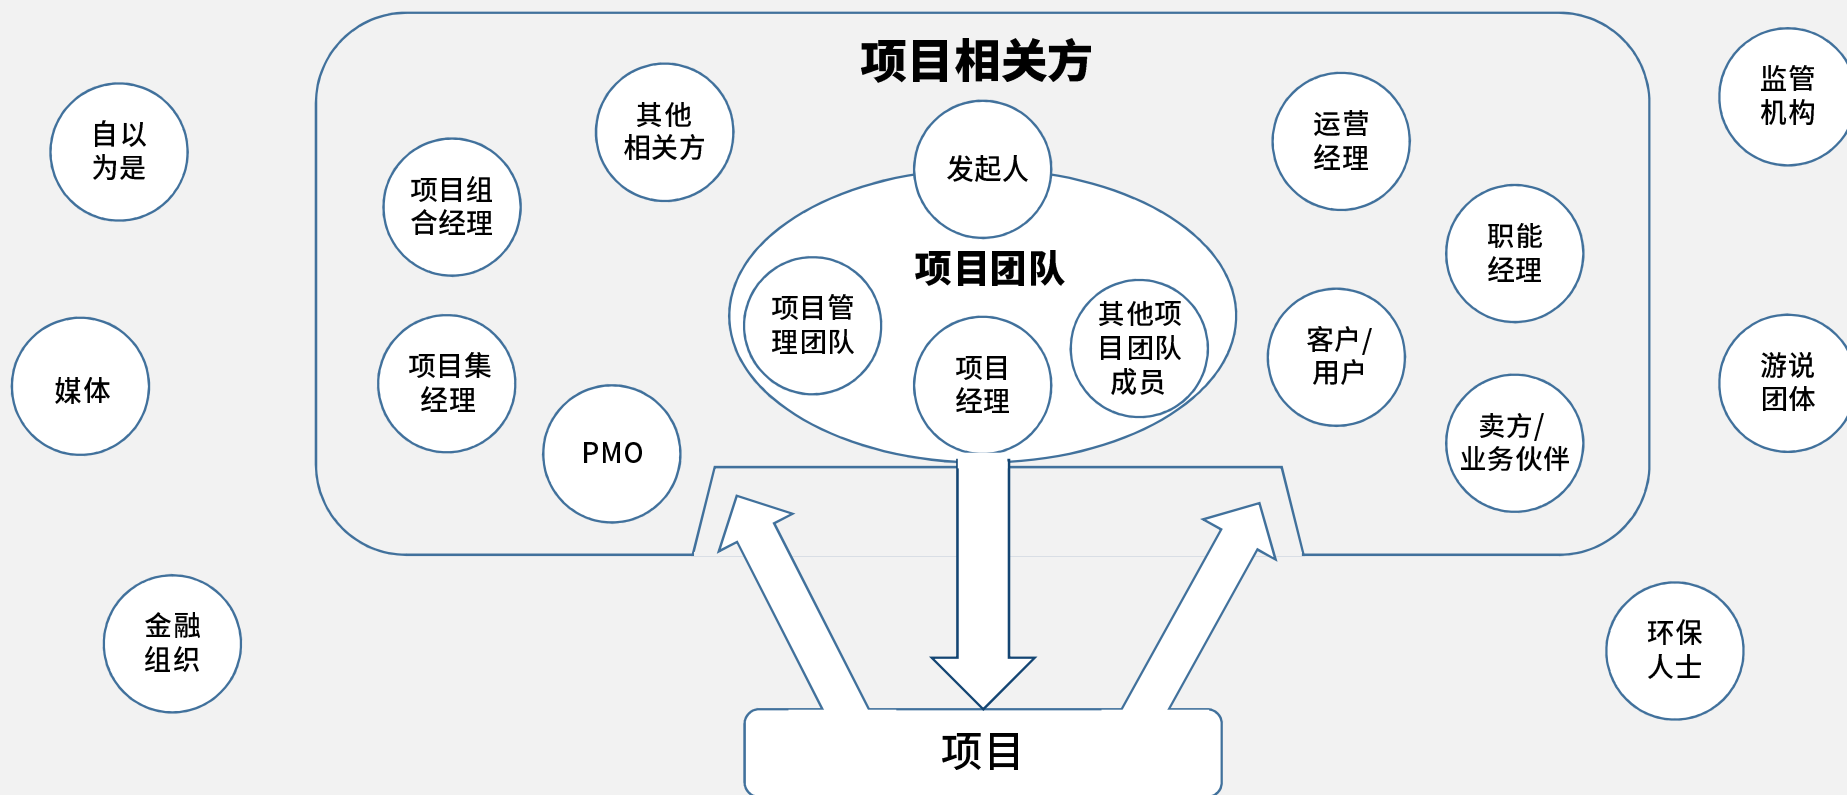 项目相关方
自以
为是
媒体
金融
组织
项目组
合经理
其他
相关方
项目集
经理
PMO
发起人
项目团队
项目管
理团队
项目
经理
其他项
目团队
成员
运营
经理
职能
经理
客户/
用户
卖方/
业务伙伴
监管
机构
游说
团体
环保
人士
项目